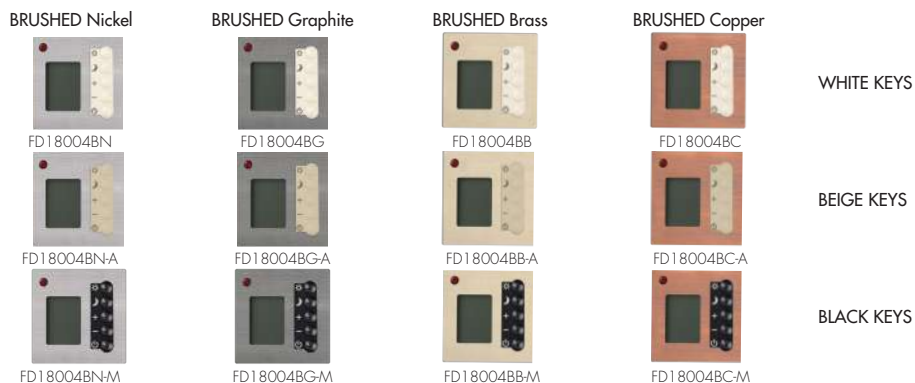 BRUSHED Nickel BRUSHED Graphite BRUSHED Brass BRUSHED Copper
WHITE KEYS
FD18004BN FD18004BG FD18004BB FD18004BC
BEIGE KEYS
FD18004BN-A FD18004BG-A FD18004BB-A FD18004BC-A
BLACK KEYS
FD18004BN-M FD18004BG-M FD18004BB-M FD18004BC-M